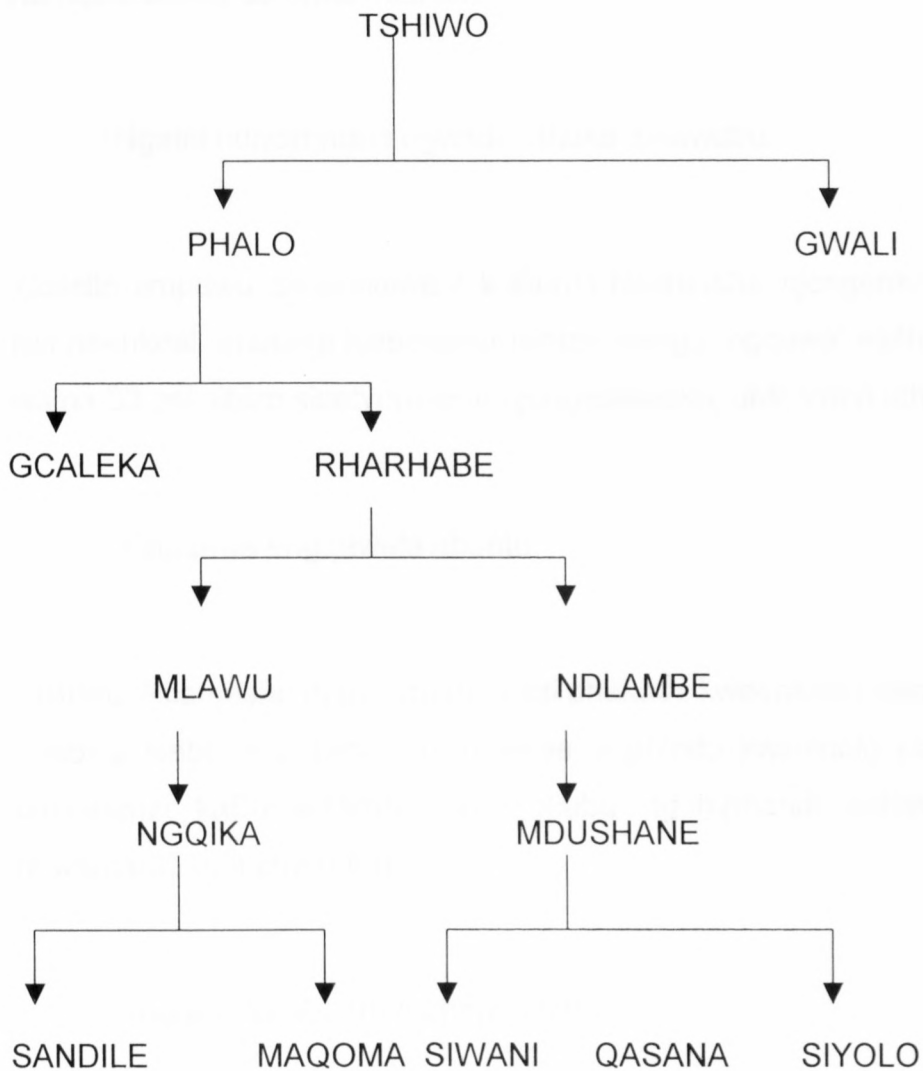 TSHIWO
PHALO GWALI
GCALEKA RHARHABE
MLAWU NDLAMBE
NGQIKA MDUSHANE
SANDILE MAQOMA SIWANI QASANA SIYOLO